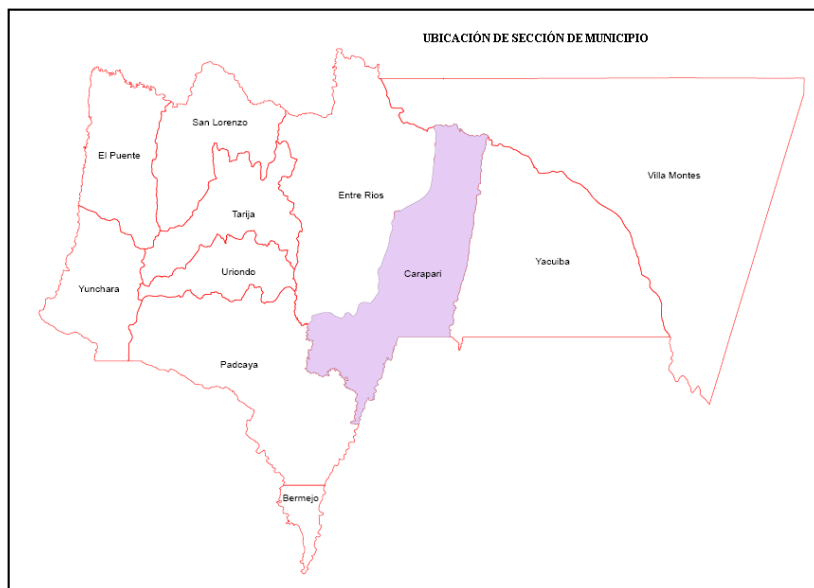 UBICACIÓN DE SECCIÓN DE MUNICIPIO
San Lorenzo
El Puente
Villa Montes
Entre Rios
Tarija
Yacuiba
Uriondo
Carapari
Yunchara
Padcaya
Bermejo